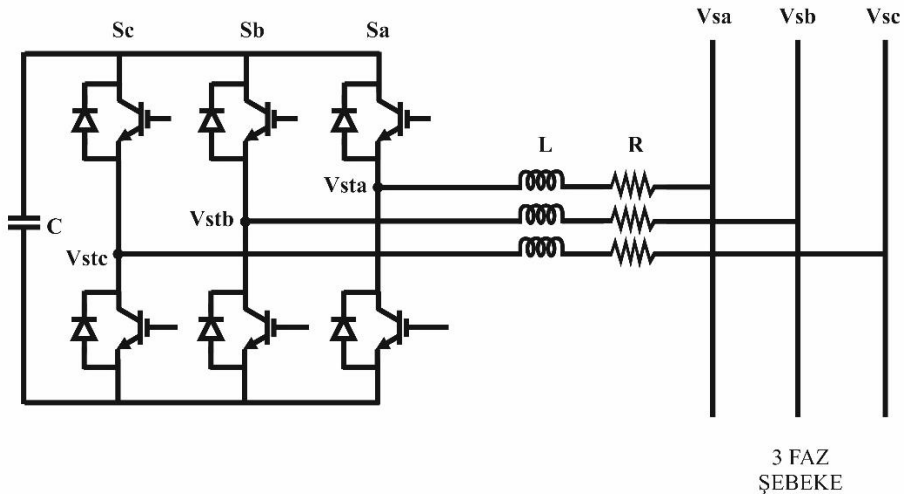 Sc Sb Sa Vsa Vsb Vsc
L R
Vsta
Vstb
C
Vstc
3 FAZ
ŞEBEKE